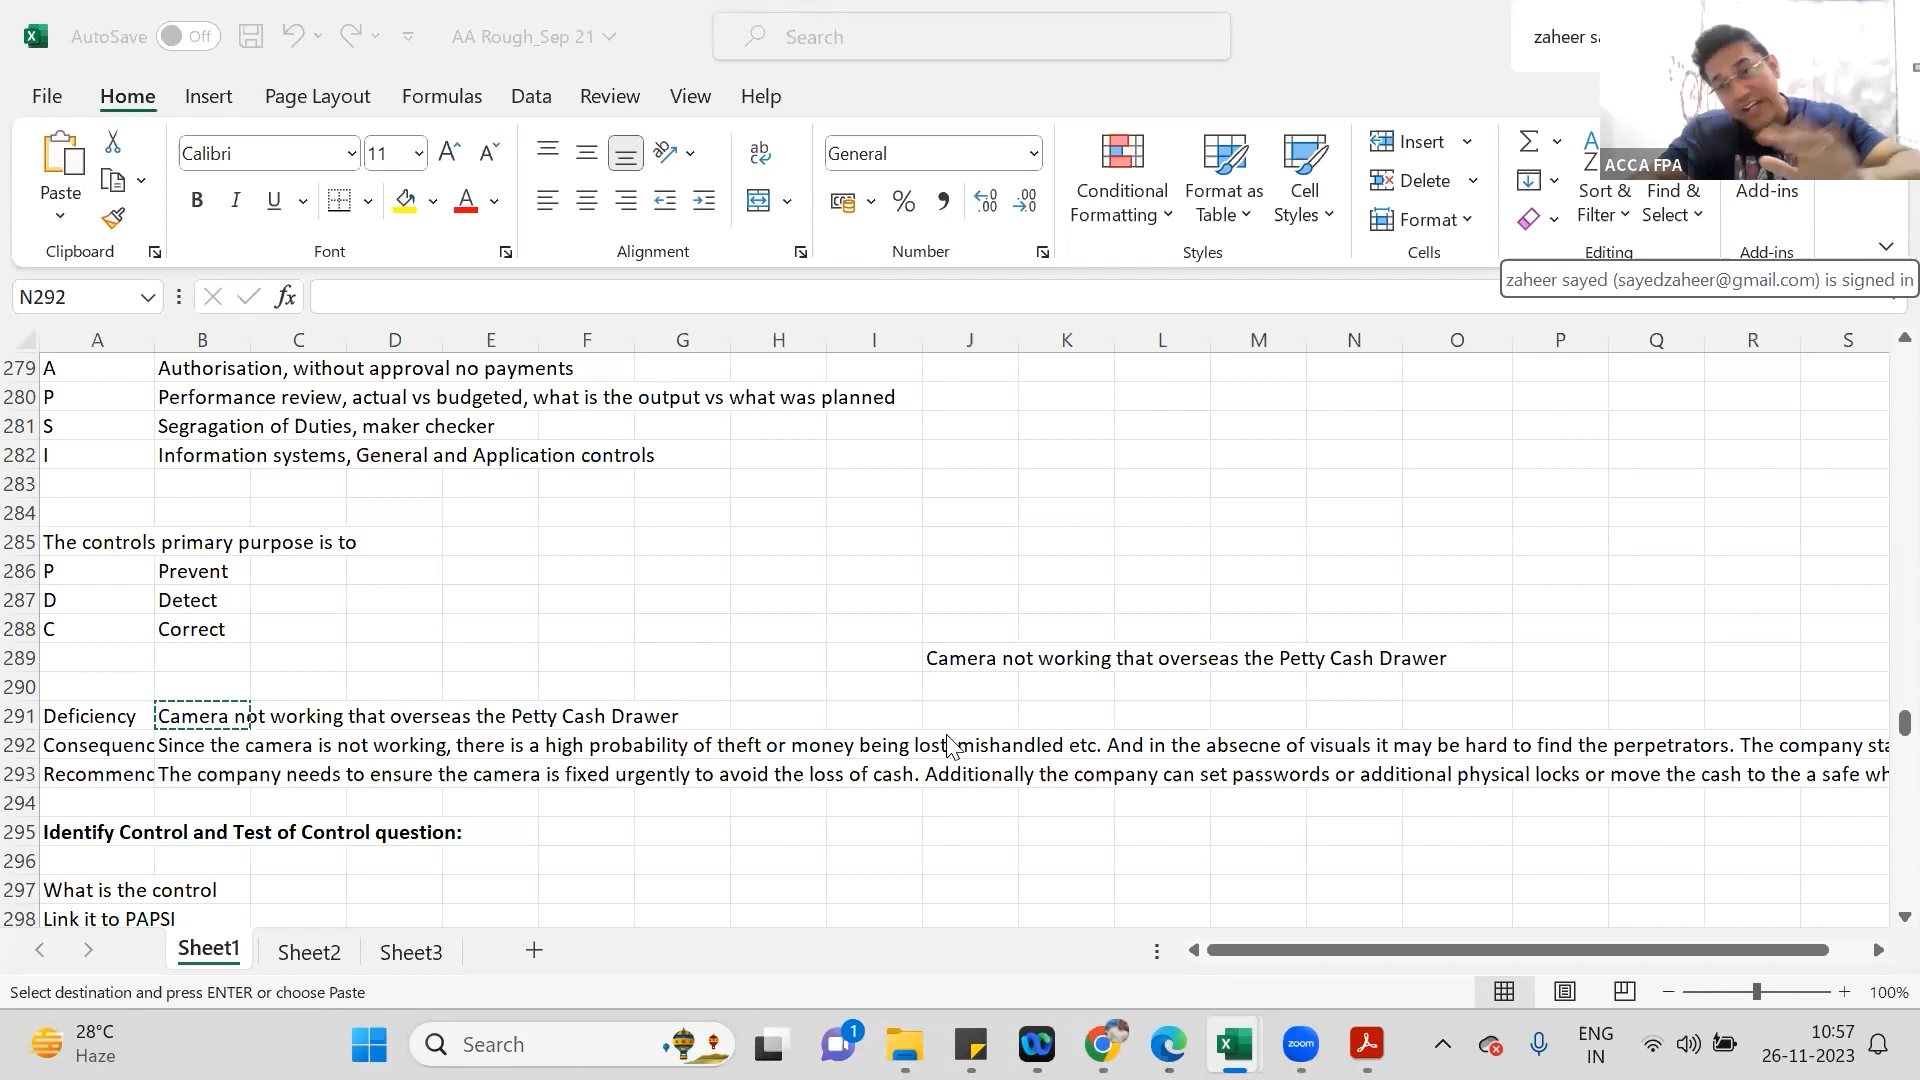 AutoSave Off AA Rough_Sep 21 Search zaheer sa
File Home Insert Page Layout Formulas Data Review View Help
Paste Calibri 11 General Conditional Formatting Format as Table Cell Styles Insert Delete Format Sort & Filter Find & Select Add-ins
B I U
ACCA FPA
Clipboard Font Alignment Number Styles Cells Editing Add-ins
zaheer sayed (sayedzaheer@gmail.com) is signed in
N292 fx
A B C D E F G H I J K L M N O P Q R S
279 A Authorisation, without approval no payments
280 P Performance review, actual vs budgeted, what is the output vs what was planned
281 S Segragation of Duties, maker checker
282 I Information systems, General and Application controls
283
284
285 The controls primary purpose is to
286 P Prevent
287 D Detect
288 C Correct
289 Camera not working that overseas the Petty Cash Drawer
290
291 Deficiency Camera not working that overseas the Petty Cash Drawer
292 Consequenc Since the camera is not working, there is a high probability of theft or money being lost, mishandled etc. And in the absecne of visuals it may be hard to find the perpetrators. The company sta
293 Recommend The company needs to ensure the camera is fixed urgently to avoid the loss of cash. Additionally the company can set passwords or additional physical locks or move the cash to the a safe wh
294
295 Identify Control and Test of Control question:
296
297 What is the control
298 Link it to PAPSI
Sheet1 Sheet2 Sheet3
Select destination and press ENTER or choose Paste 100%
28°C
Haze
Search 1 zoom
ENG
IN
10:57
26-11-2023